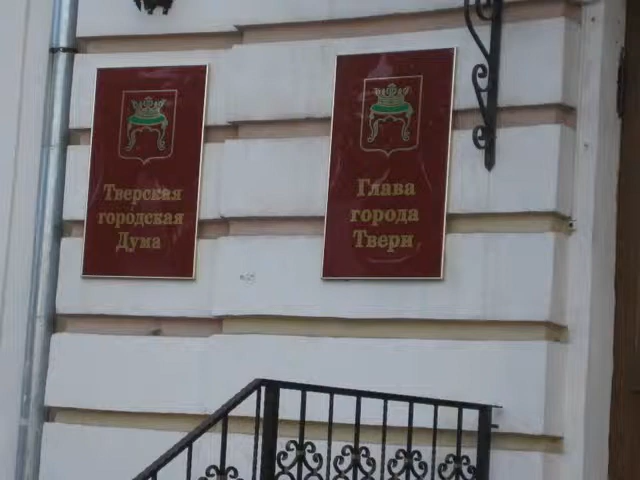 Тверская
городская
Дума
Глава
города
Твери